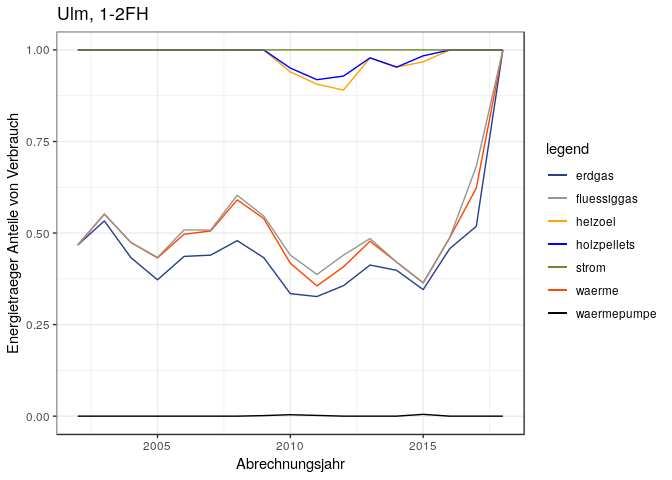 Ulm, 1-2FH
Energietraeger Anteile von Verbrauch
1.00
0.75
0.50
0.25
0.00
2005
2010
2015
Abrechnungsjahr
legend
erdgas
fluessiggas
heizoel
holzpellets
strom
waerme
waermepumpe